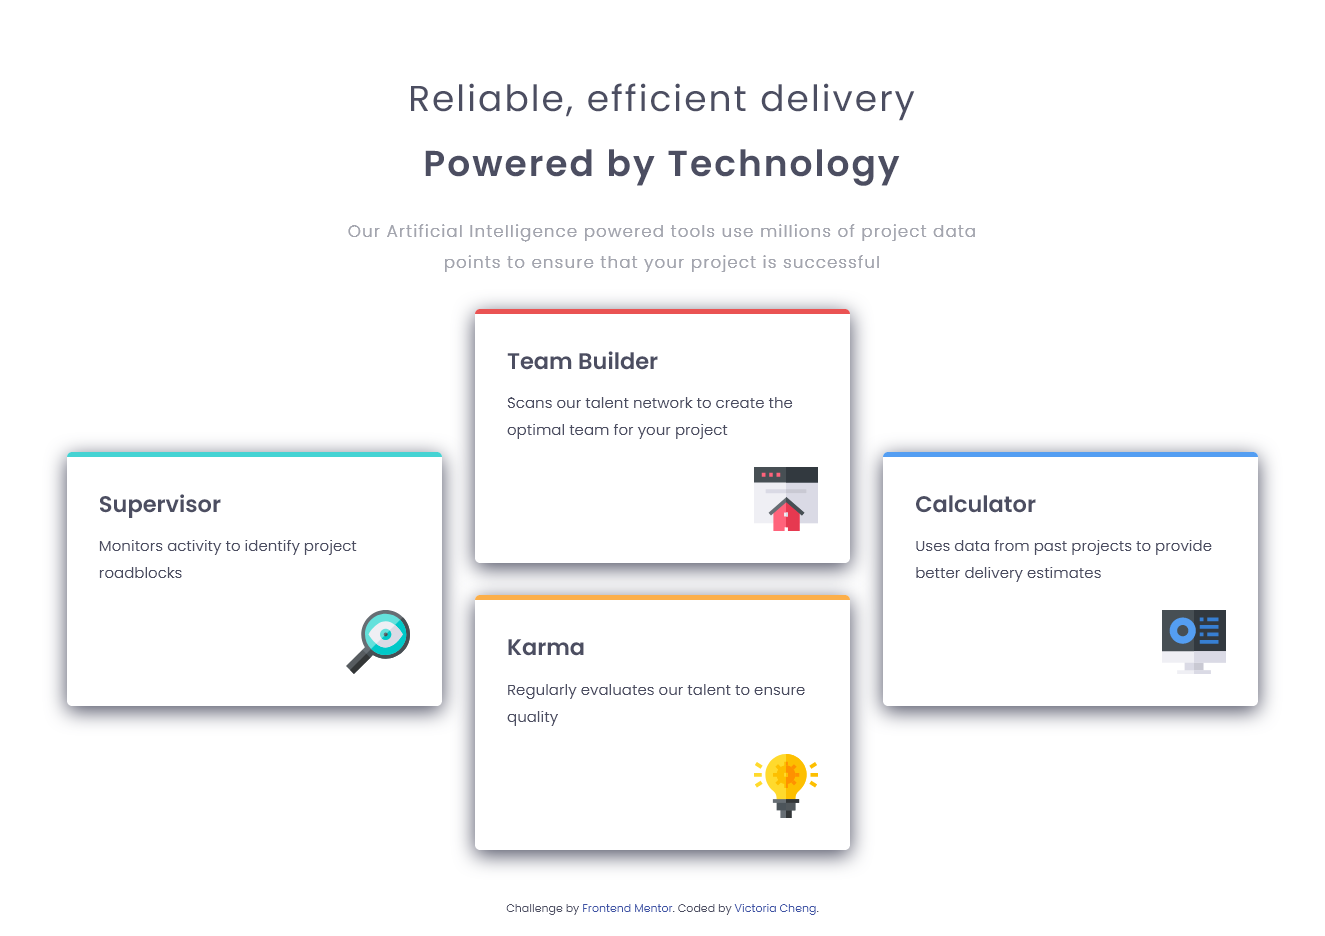 Reliable, efficient delivery
Powered by Technology
Our Artificial Intelligence powered tools use millions of project data
points to ensure that your project is successful
Supervisor
Monitors activity to identify project
roadblocks
Team Builder
Scans our talent network to create the
optimal team for your project
Karma
Regularly evaluates our talent to ensure
quality
Calculator
Uses data from past projects to provide
better delivery estimates
Challenge by Frontend Mentor. Coded by Victoria Cheng.